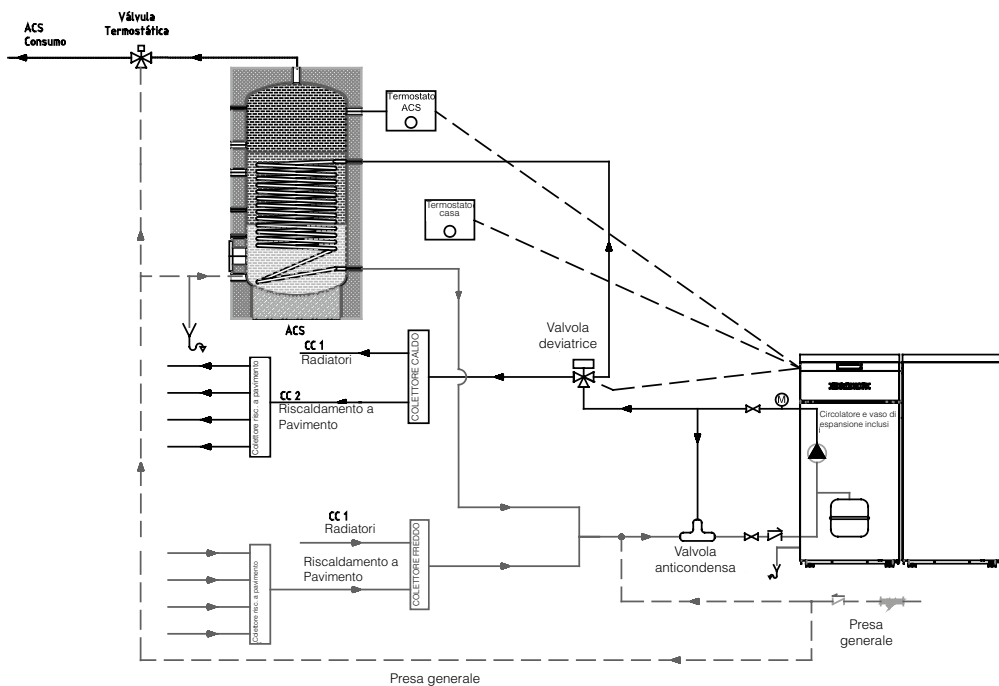 Válvula
Termostática
ACS
Consumo
Termostato
ACS
Termostato
casa
ACS
CC 1
Radiatori
CC 2
Riscaldamento a
Pavimento
Colettore risc. a pavimento
COLETTORE CALDO
Valvola
deviatrice
M
Circolatore e vaso di
espansione inclusi
CC 1
Radiatori
Riscaldamento a
Pavimento
Colettore risc. a pavimento
COLETTORE FREDDO
Valvola
anticondensa
Presa
generale
Presa generale